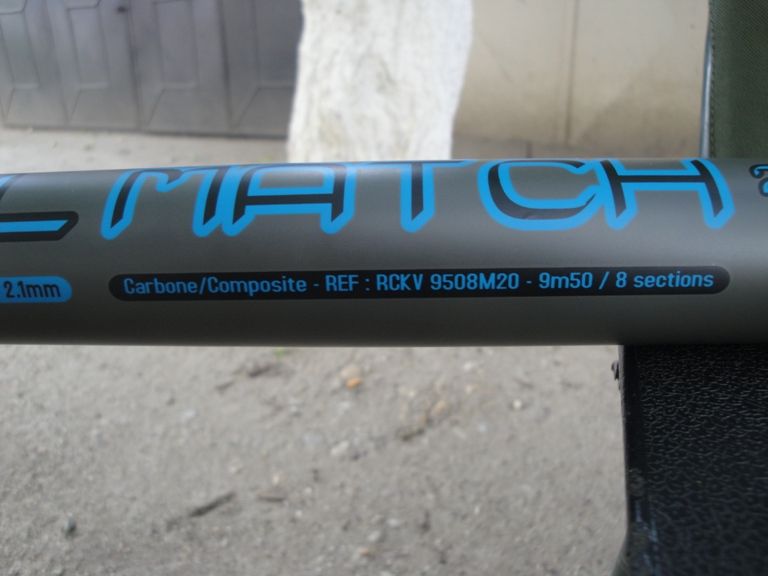 L MATCH
2.1mm
Carbone/Composite - REF : RCKV 9508M20 - 9m50 / 8 sections